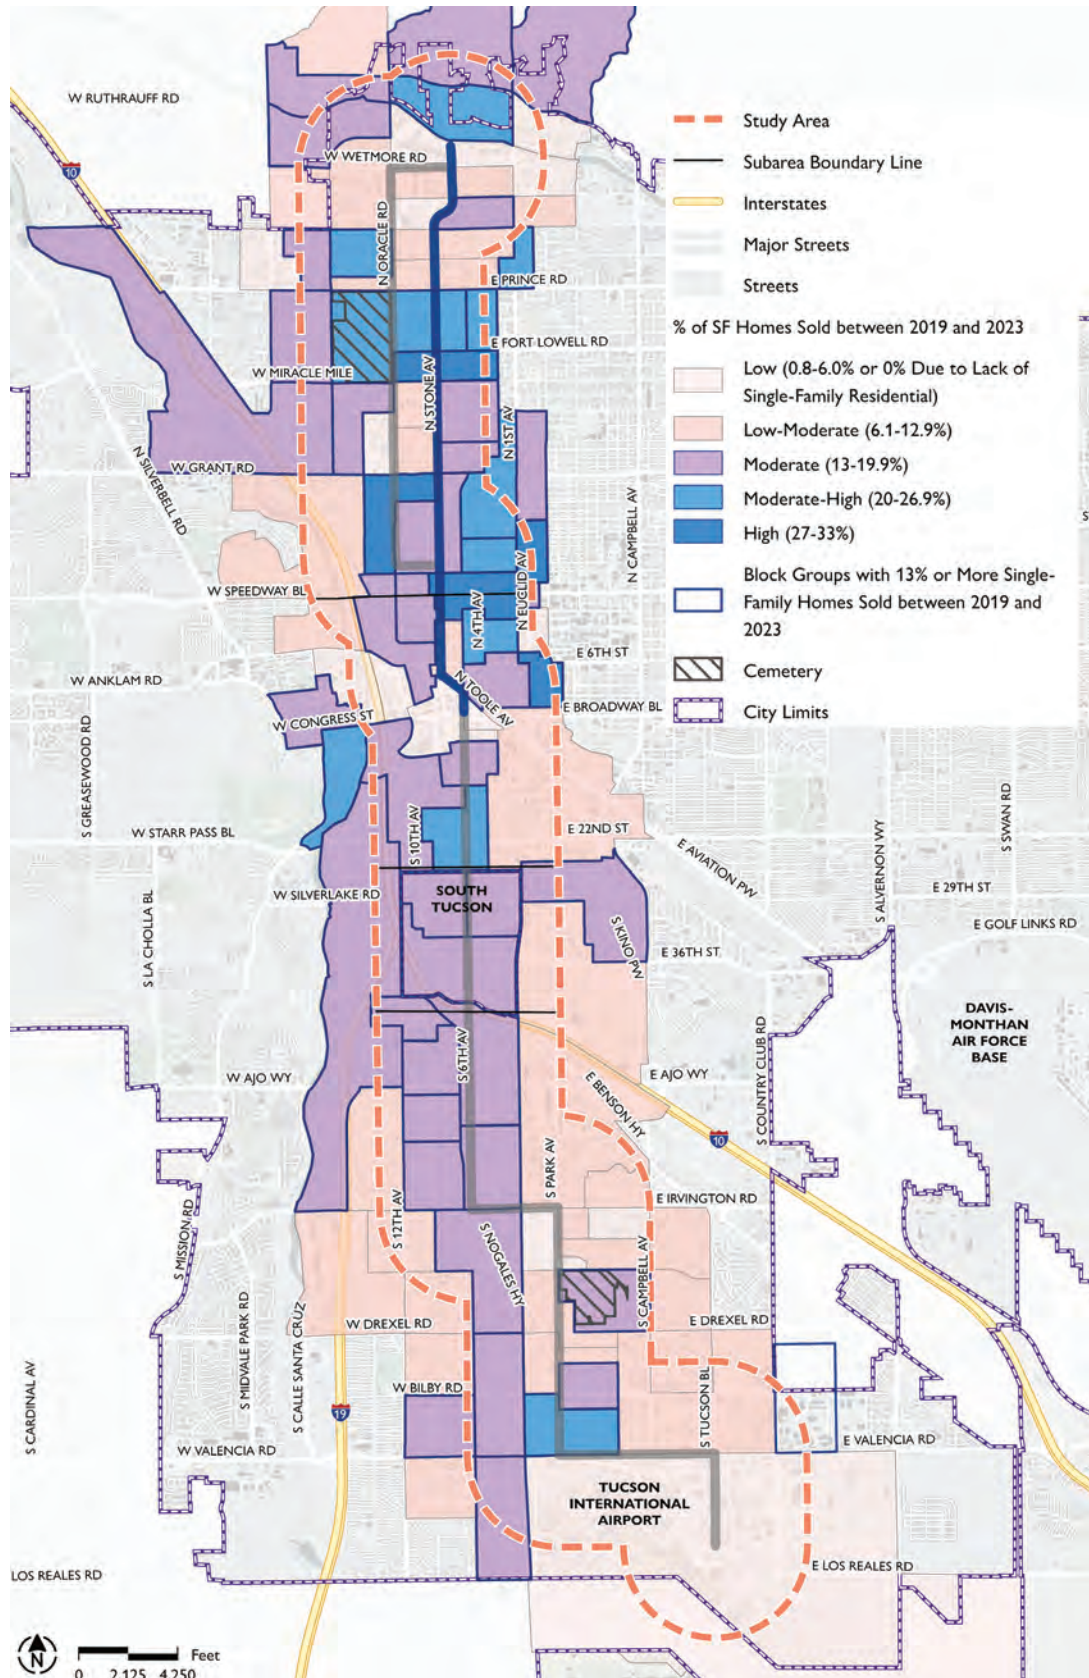 W RUTHRAUFF RD
10
W WETMORE RD
N ORACLE RD
E PRINCE RD
E FORT LOWELL RD
W MIRACLE MILE
N STONE AV
N 1ST AV
W GRANT RD
N SILVERBELL RD
N CAMPBELL AV
N EUCLID AV
W SPEEDWAY BL
N 4TH AV
E 6TH ST
W ANKLAM RD
N TOOLE AV
W CONGRESS ST
E BROADWAY BL
S GREASEWOOD RD
S 10TH AV
W STARR PASS BL
E 22ND ST
E AVIATION PW
S ALVERNON WY
S SWAN RD
W SILVERLAKE RD
SOUTH
TUCSON
E 29TH ST
S LA CHOLLA BL
S KINO PW
E 36TH ST
E GOLF LINKS RD
DAVIS-
MONTHAN
AIR FORCE
BASE
S 6TH AV
W AJO WY
E BENSON HY
E AJO WY
S COUNTRY CLUB RD
10
S PARK AV
E IRVINGTON RD
S MISSION RD
S 12TH AV
S NOGALES HY
S CAMPBELL AV
W DREXEL RD
E DREXEL RD
S MIDVALE PARK RD
S CALLE SANTA CRUZ
S CARDINAL AV
W BILBY RD
19
S TUCSON BL
W VALENCIA RD
E VALENCIA RD
TUCSON
INTERNATIONAL
AIRPORT
LOS REALES RD
E LOS REALES RD
Study Area
Subarea Boundary Line
Interstates
Major Streets
Streets
% of SF Homes Sold between 2019 and 2023
Low (0.8-6.0% or 0% Due to Lack of
Single-Family Residential)
Low-Moderate (6.1-12.9%)
Moderate (13-19.9%)
Moderate-High (20-26.9%)
High (27-33%)
Block Groups with 13% or More Single-
Family Homes Sold between 2019 and
2023
Cemetery
City Limits
N
Feet
0 2,125 4,250